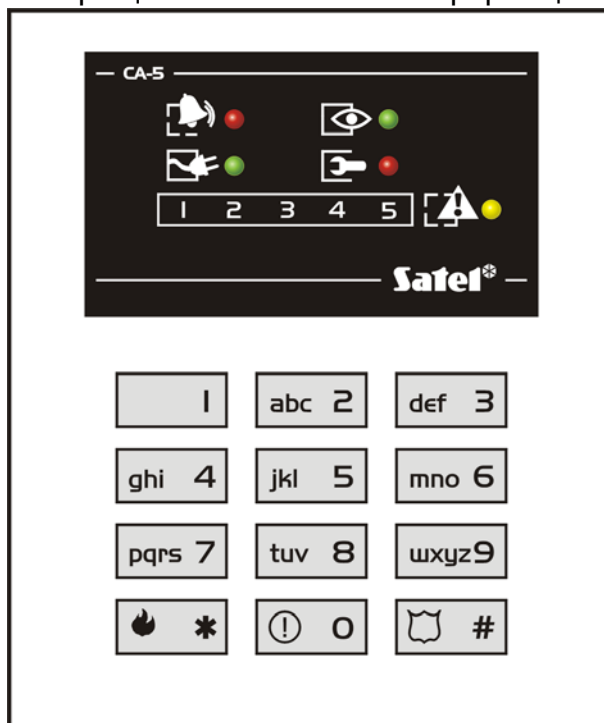 CA-5
1 2 3 4 5
Satel
1
abc 2
def 3
ghi 4
jkl 5
mno 6
pqrs 7
tuv 8
wxyz9
*
! 0
#